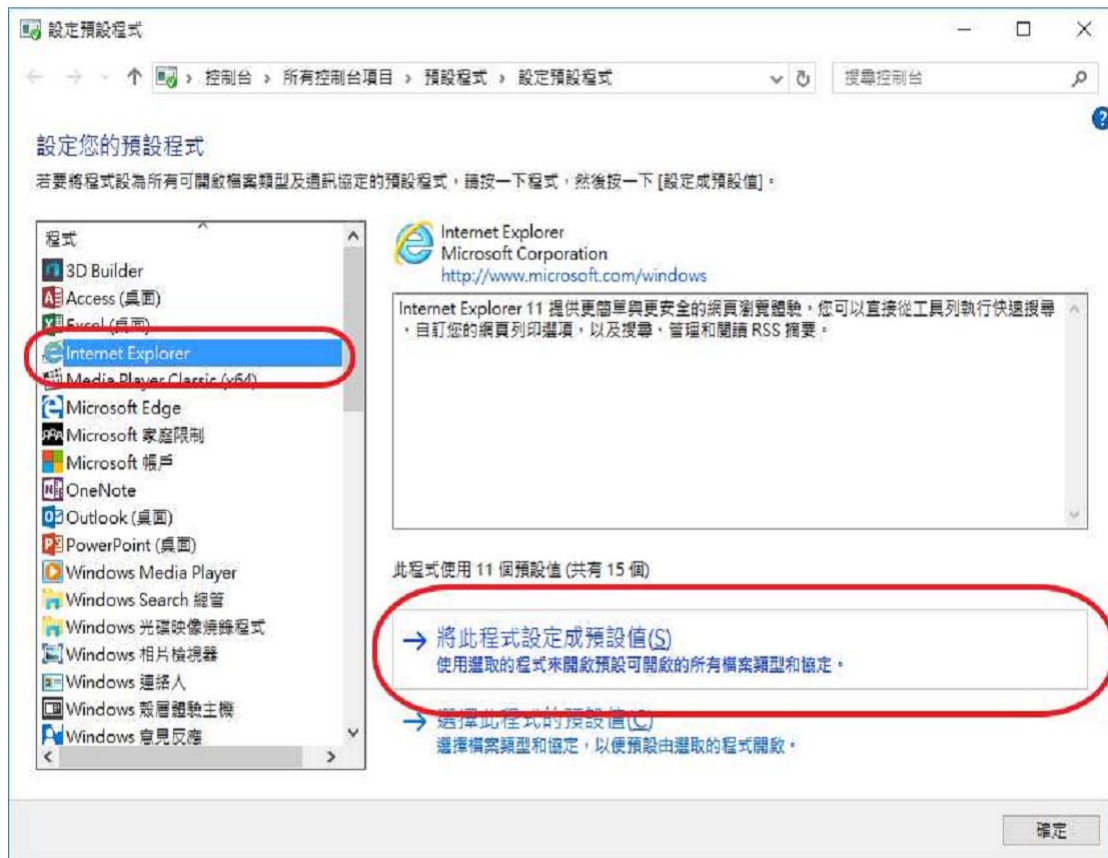 設定預設程式
控制台 › 所有控制台項目 › 預設程式 › 設定預設程式
搜尋控制台
設定您的預設程式
若要將程式設為所有可開啟檔案類型及通訊協定的預設程式，請按一下程式，然後按一下 [設定成預設值]。
程式
3D Builder
Access (桌面)
Excel (桌面)
Internet Explorer
Media Player Classic (x64)
Microsoft Edge
Microsoft 家庭限制
Microsoft 帳戶
OneNote
Outlook (桌面)
PowerPoint (桌面)
Windows Media Player
Windows Search 總管
Windows 光碟映像燒錄程式
Windows 相片檢視器
Windows 連絡人
Windows 殼層體驗主機
Windows 意見反應
Internet Explorer
Microsoft Corporation
http://www.microsoft.com/windows
Internet Explorer 11 提供更簡單與更安全的網頁瀏覽體驗。您可以直接從工具列執行快速搜尋
、自訂您的網頁列印選項，以及搜尋、管理和閱讀 RSS 摘要。
此程式使用 11 個預設值 (共有 15 個)
將此程式設定成預設值(S)
使用選取的程式來開啟預設可開啟的所有檔案類型和協定。
選擇此程式的預設值(C)
選擇檔案類型和協定，以便預設由選取的程式開啟。
確定